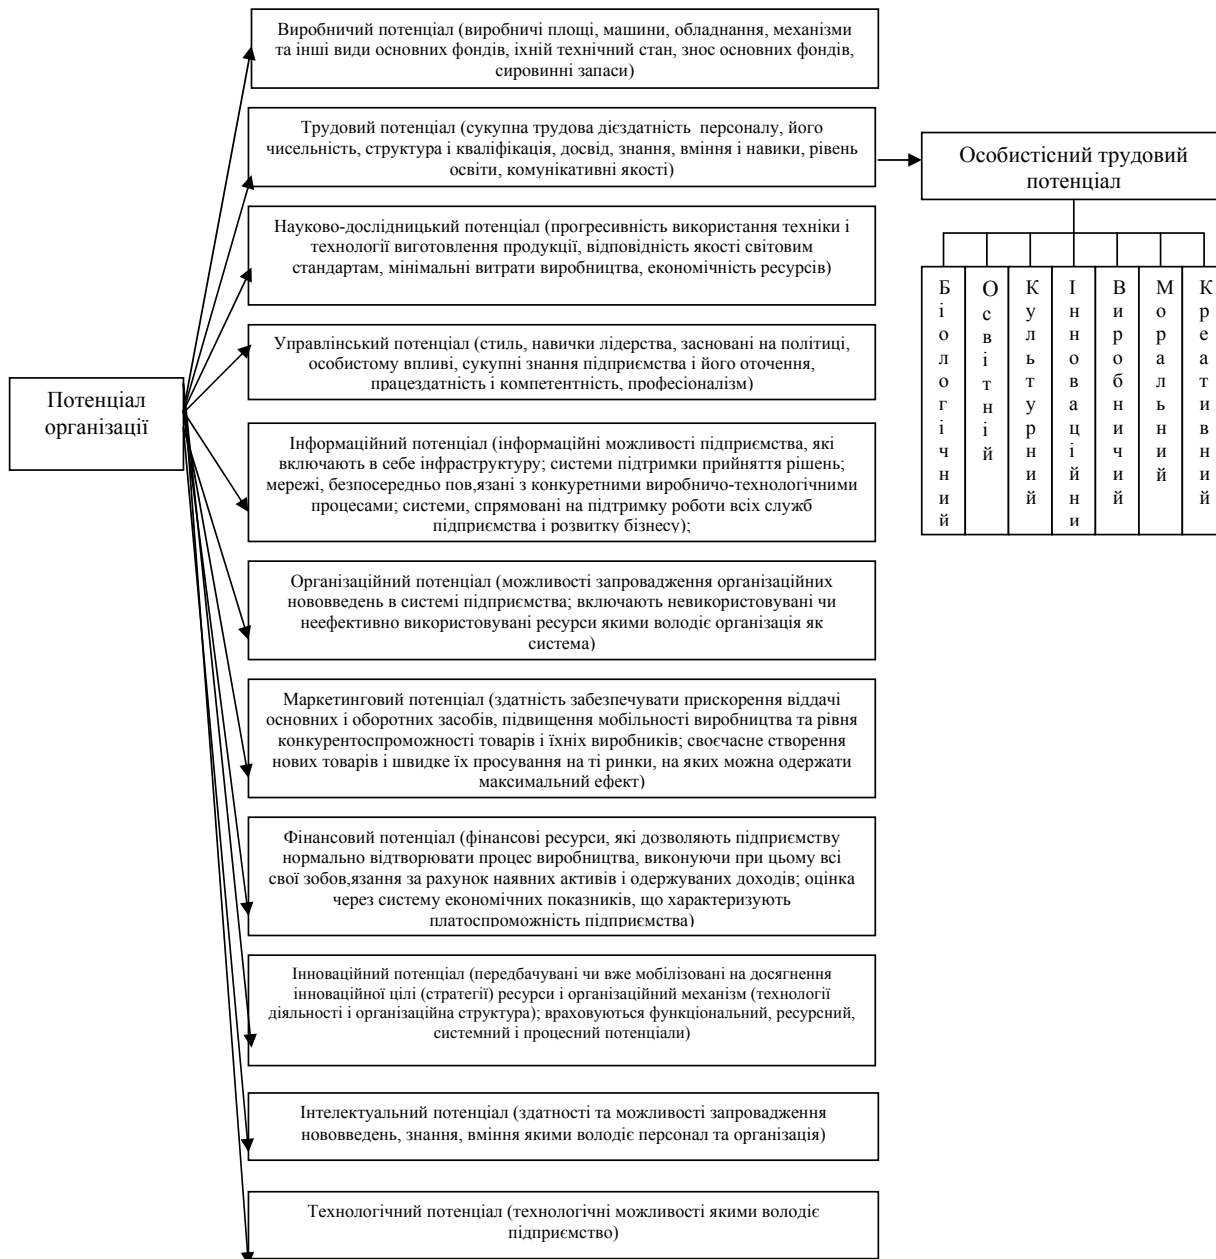 Виробничий потенціал (виробничі площі, машини, обладнання, механізми
та інші види основних фондів, іхній технічний стан, знос основних фондів,
сировинні запаси)
Трудовий потенціал (сукупна трудова дієздатність персоналу, його
чисельність, структура і кваліфікація, досвід, знання, вміння і навики, рівень
освіти, комунікативні якості)
Особистісний трудовий
потенціал
Біологічний
Освітній
Культурний
Інноваційни
Виробничий
Моральний
Креативний
Науково-дослідницький потенціал (прогресивність використання техніки і
технології виготовлення продукції, відповідність якості світовим
стандартам, мінімальні витрати виробництва, економічність ресурсів)
Управлінський потенціал (стиль, навички лідерства, засновані на політиці,
особистому впливі, сукупні знання підприємства і його оточення,
працездатність і компетентність, професіоналізм)
Потенціал
організації
Інформаційний потенціал (інформаційні можливості підприємства, які
включають в себе інфраструктуру; системи підтримки прийняття рішень;
мережі, безпосередньо пов,язані з конкретними виробничо-технологічними
процесами; системи, спрямовані на підтримку роботи всіх служб
підприємства і розвитку бізнесу);
Організаційний потенціал (можливості запровадження організаційних
нововведень в системі підприємства; включають невикористовувані чи
неефективно використовувані ресурси якими володіє організація як
система)
Маркетинговий потенціал (здатність забезпечувати прискорення віддачі
основних і оборотних засобів, підвищення мобільності виробництва та рівня
конкурентоспроможності товарів і їхніх виробників; своєчасне створення
нових товарів і швидке їх просування на ті ринки, на яких можна одержати
максимальний ефект)
Фінансовий потенціал (фінансові ресурси, які дозволяють підприємству
нормально відтворювати процес виробництва, виконуючи при цьому всі
свої зобов,язання за рахунок наявних активів і одержуваних доходів; оцінка
через систему економічних показників, що характеризують
платоспроможність підприємства)
Інноваційний потенціал (передбачувані чи вже мобілізовані на досягнення
інноваційної цілі (стратегії) ресурси і організаційний механізм (технології
діяльності і організаційна структура); враховуються функціональний, ресурсний,
системний і процесний потенціали)
Інтелектуальний потенціал (здатності та можливості запровадження
нововведень, знання, вміння якими володіє персонал та організація)
Технологічний потенціал (технологічні можливості якими володіє
підприємство)